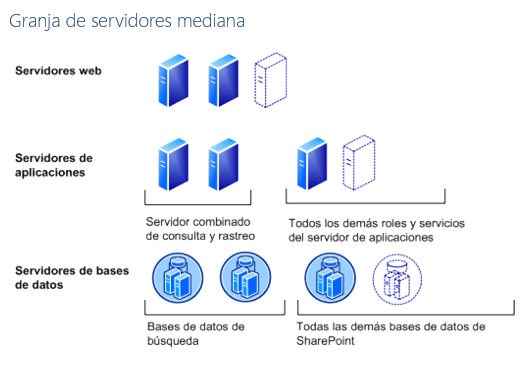 Granja de servidores mediana
Servidores web
Servidores de
aplicaciones
Servidor combinado
de consulta y rastreo
Todos los demás roles y servicios
del servidor de aplicaciones
Servidores de bases
de datos
Bases de datos de
búsqueda
Todas las demás bases de datos de
SharePoint